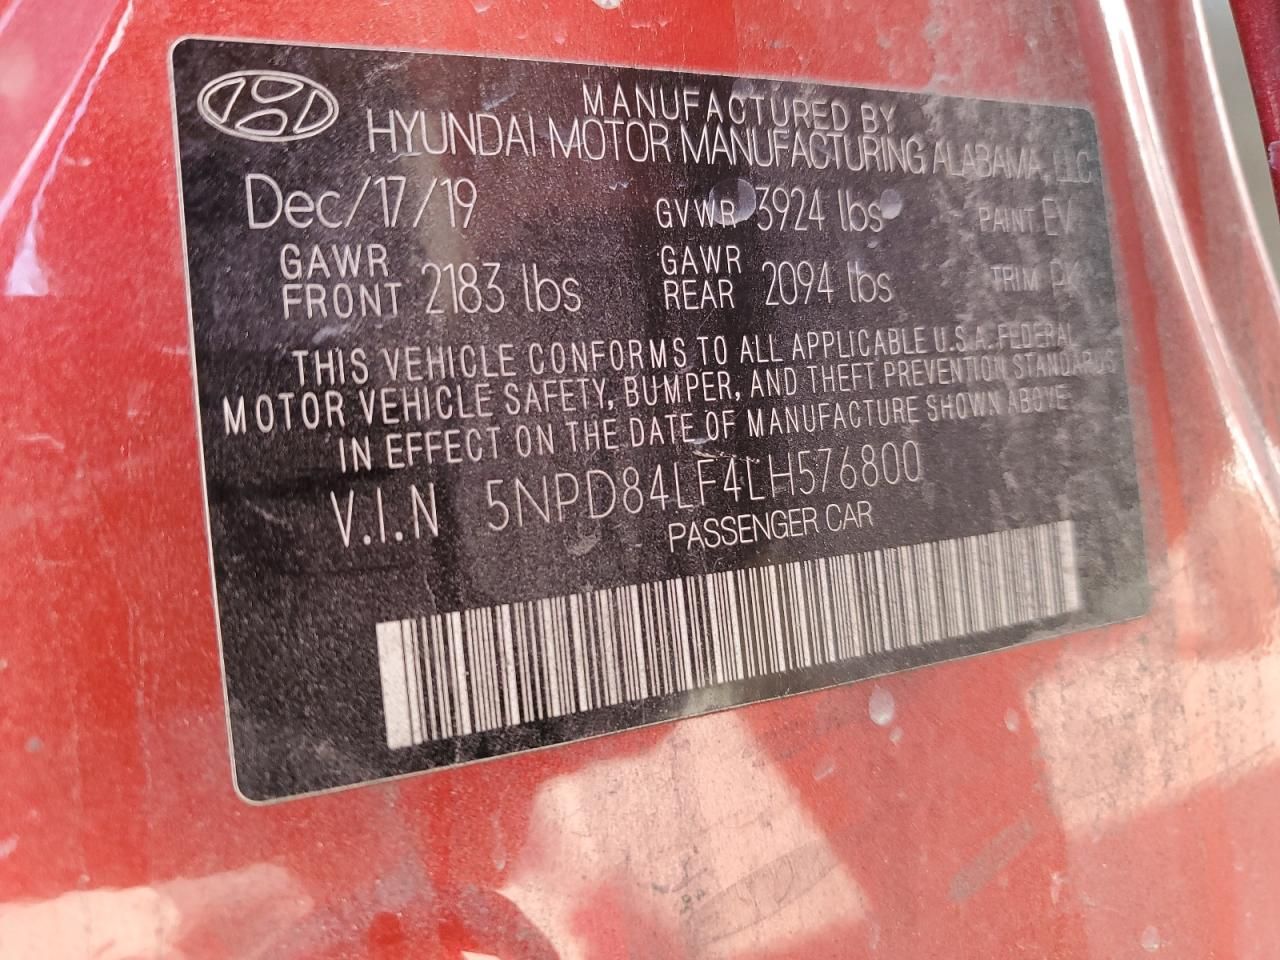 MANUFACTURED BY
HYUNDAI MOTOR MANUFACTURING ALABAMA, LLC
Dec/17/19 GVWR 3924 lbs PAINT
GAWR FRONT 2183 lbs GAWR REAR 2094 lbs TRIM
THIS VEHICLE CONFORMS TO ALL APPLICABLE U.S.A. FEDERAL
MOTOR VEHICLE SAFETY, BUMPER, AND THEFT PREVENTION STANDARDS
IN EFFECT ON THE DATE OF MANUFACTURE SHOWN ABOVE
V.I.N 5NPD84LF4LH576800
PASSENGER CAR